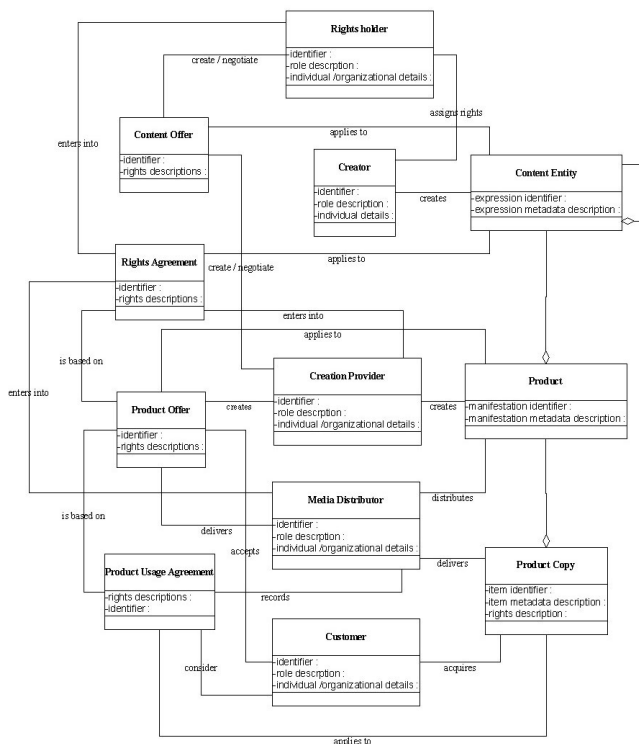 Rights holder
-identifier :
-role descrption :
-individual /organizational details :
create / negotiate
assigns rights
enters into
Content Offer
-identifier :
-rights descriptions :
applies to
Creator
-identifier :
-role description :
-individual details :
creates
Content Entity
-expression identifier :
-expression metadata description :
Rights Agreement
-identifier :
-rights descriptions :
create / negotiate
applies to
enters into
is based on
applies to
enters into
Creation Provider
-identifier :
-role descrption :
-individual /organizational details :
Product Offer
-identifier :
-rights descriptions :
creates
creates
Product
-manifestation identifier :
-manifestation metadata description :
is based on
Media Distributor
-identifier :
-role descrption :
-individual /organizational details :
distributes
delivers
accepts
delivers
Product Usage Agreement
-rights descriptions :
-identifier :
records
Product Copy
-item identifier :
-item metadata description :
-rights description :
Customer
-identifier :
-role descrption :
-individual /organizational details :
consider
acquires
applies to